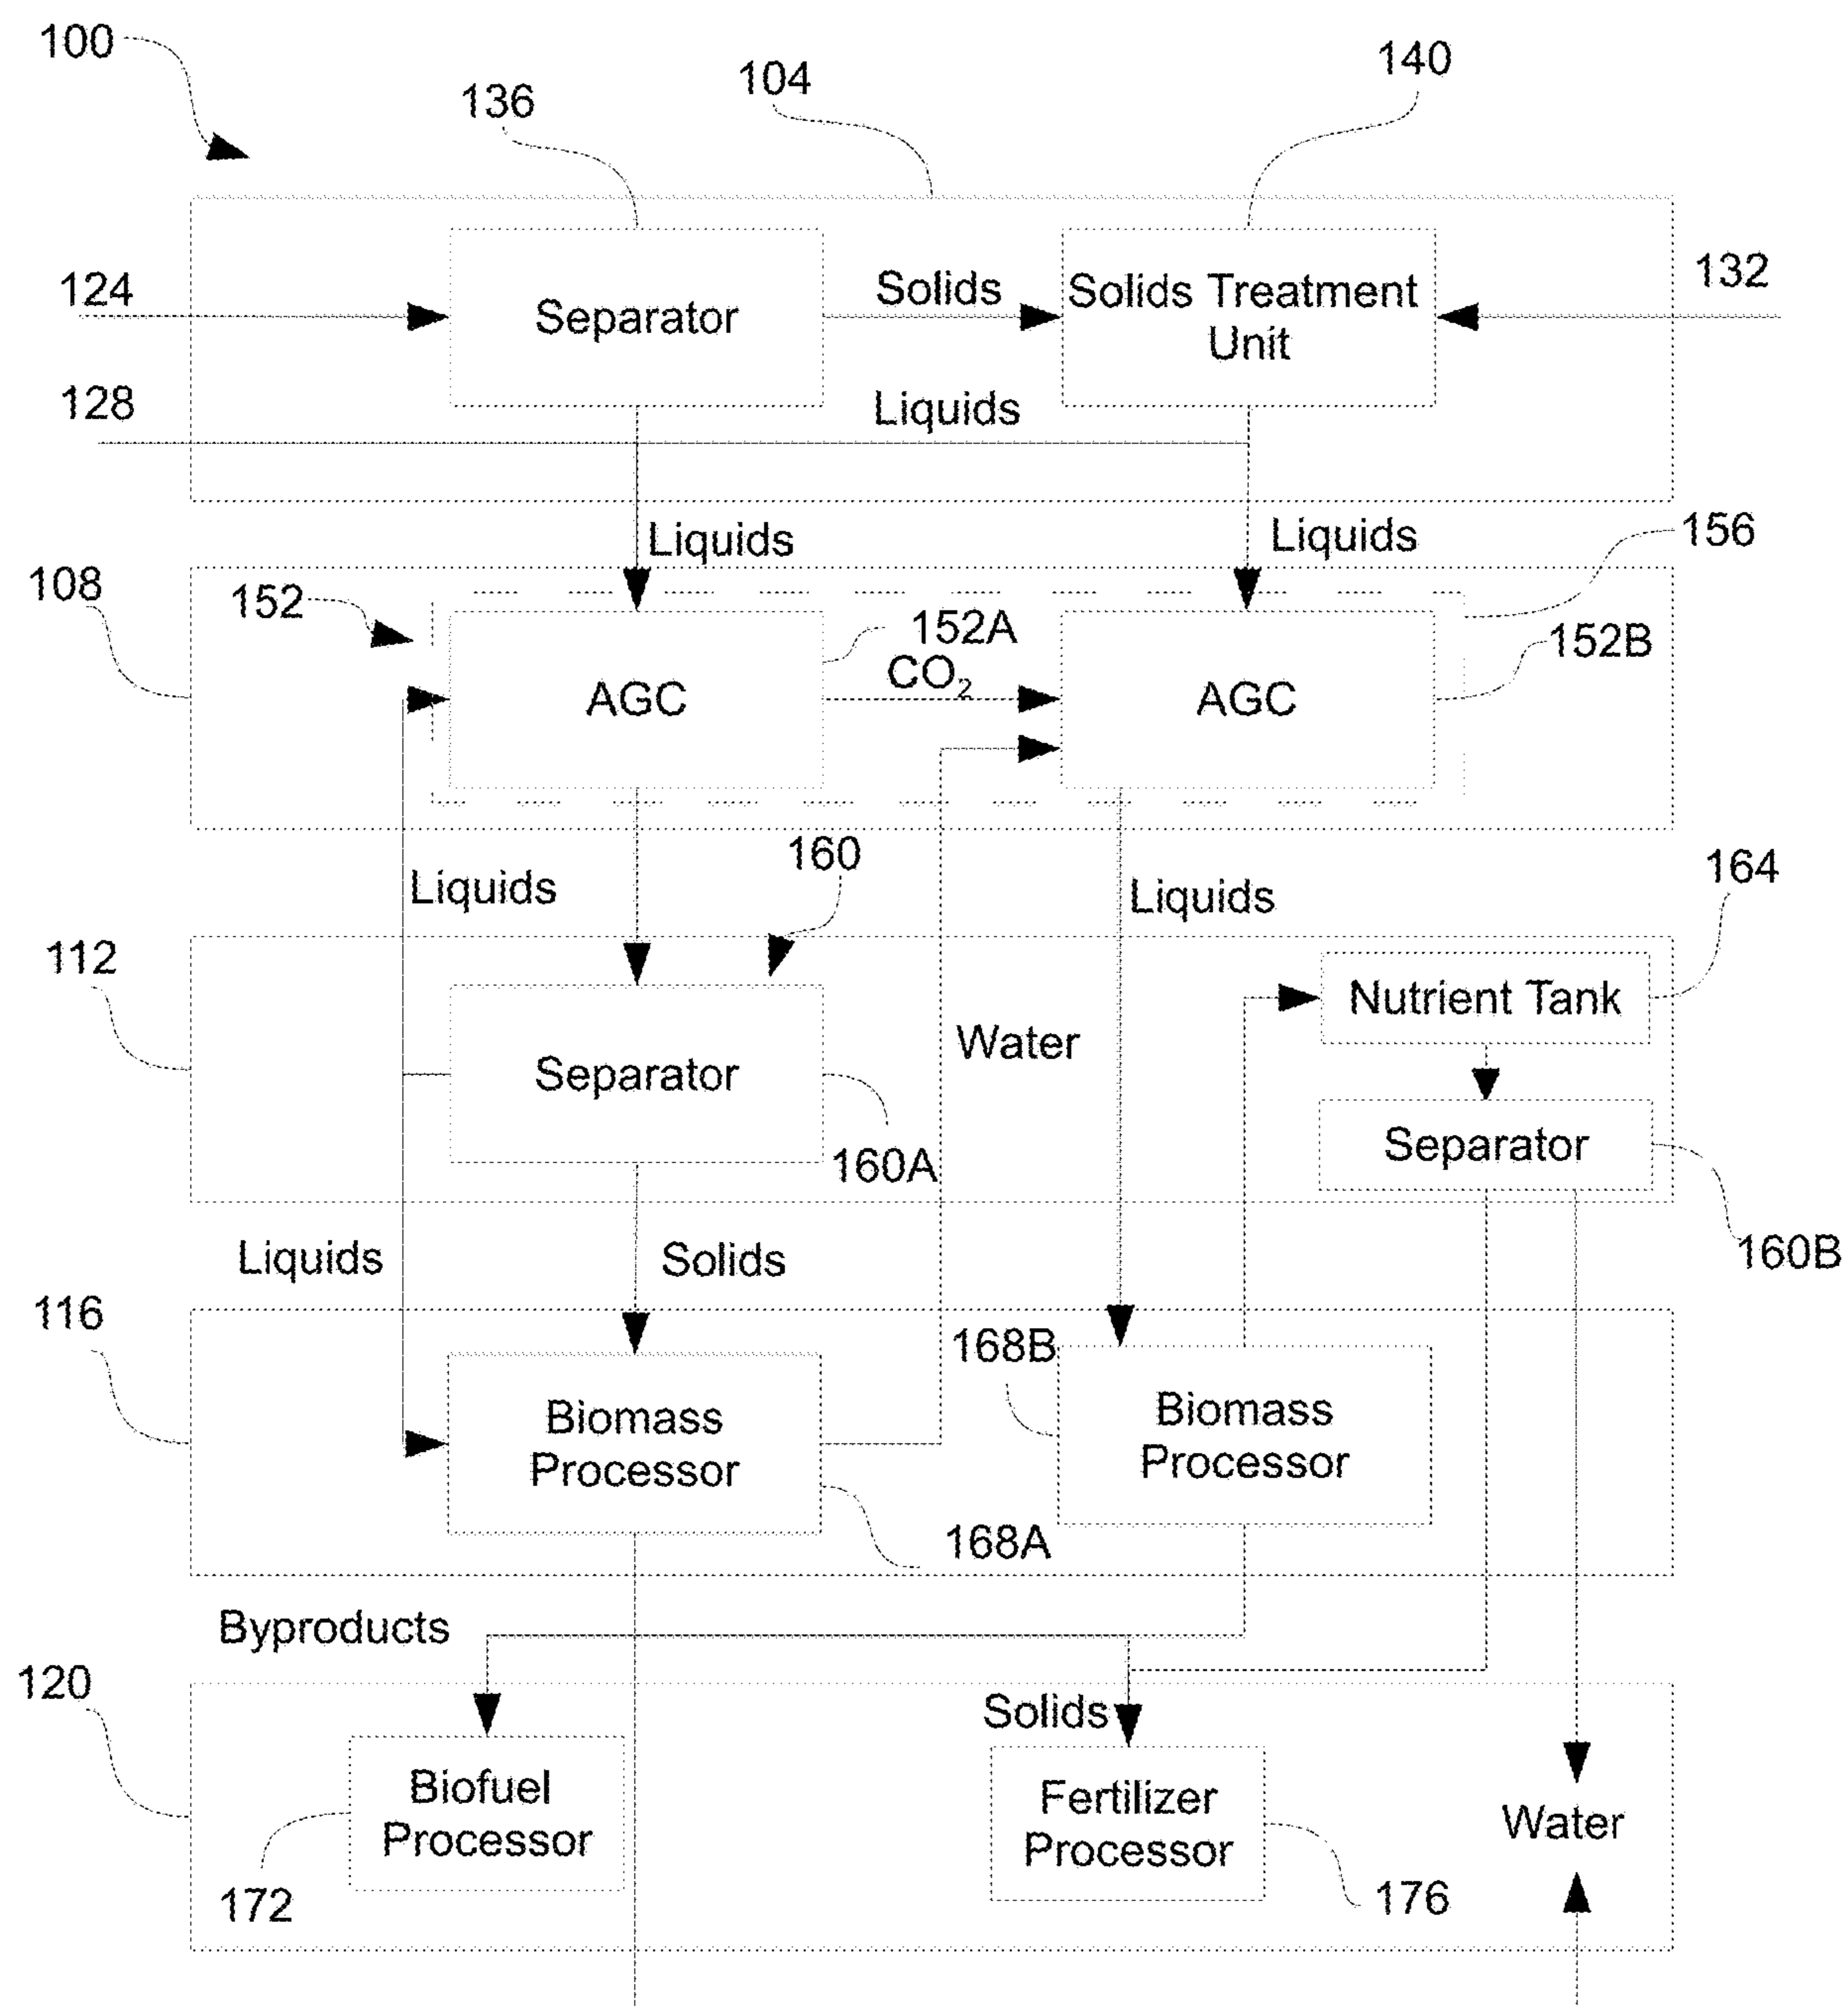 100
136
104
140
124
Separator
Solids
Solids Treatment
Unit
132
128
Liquids
Liquids
Liquids
156
108
152
152A
152B
AGC
CO₂
AGC
160
Liquids
Liquids
164
112
Nutrient Tank
Separator
Water
Separator
160A
160B
Liquids
Solids
116
168B
Biomass
Processor
Biomass
Processor
168A
Byproducts
120
Solids
Biofuel
Processor
Fertilizer
Processor
Water
172
176